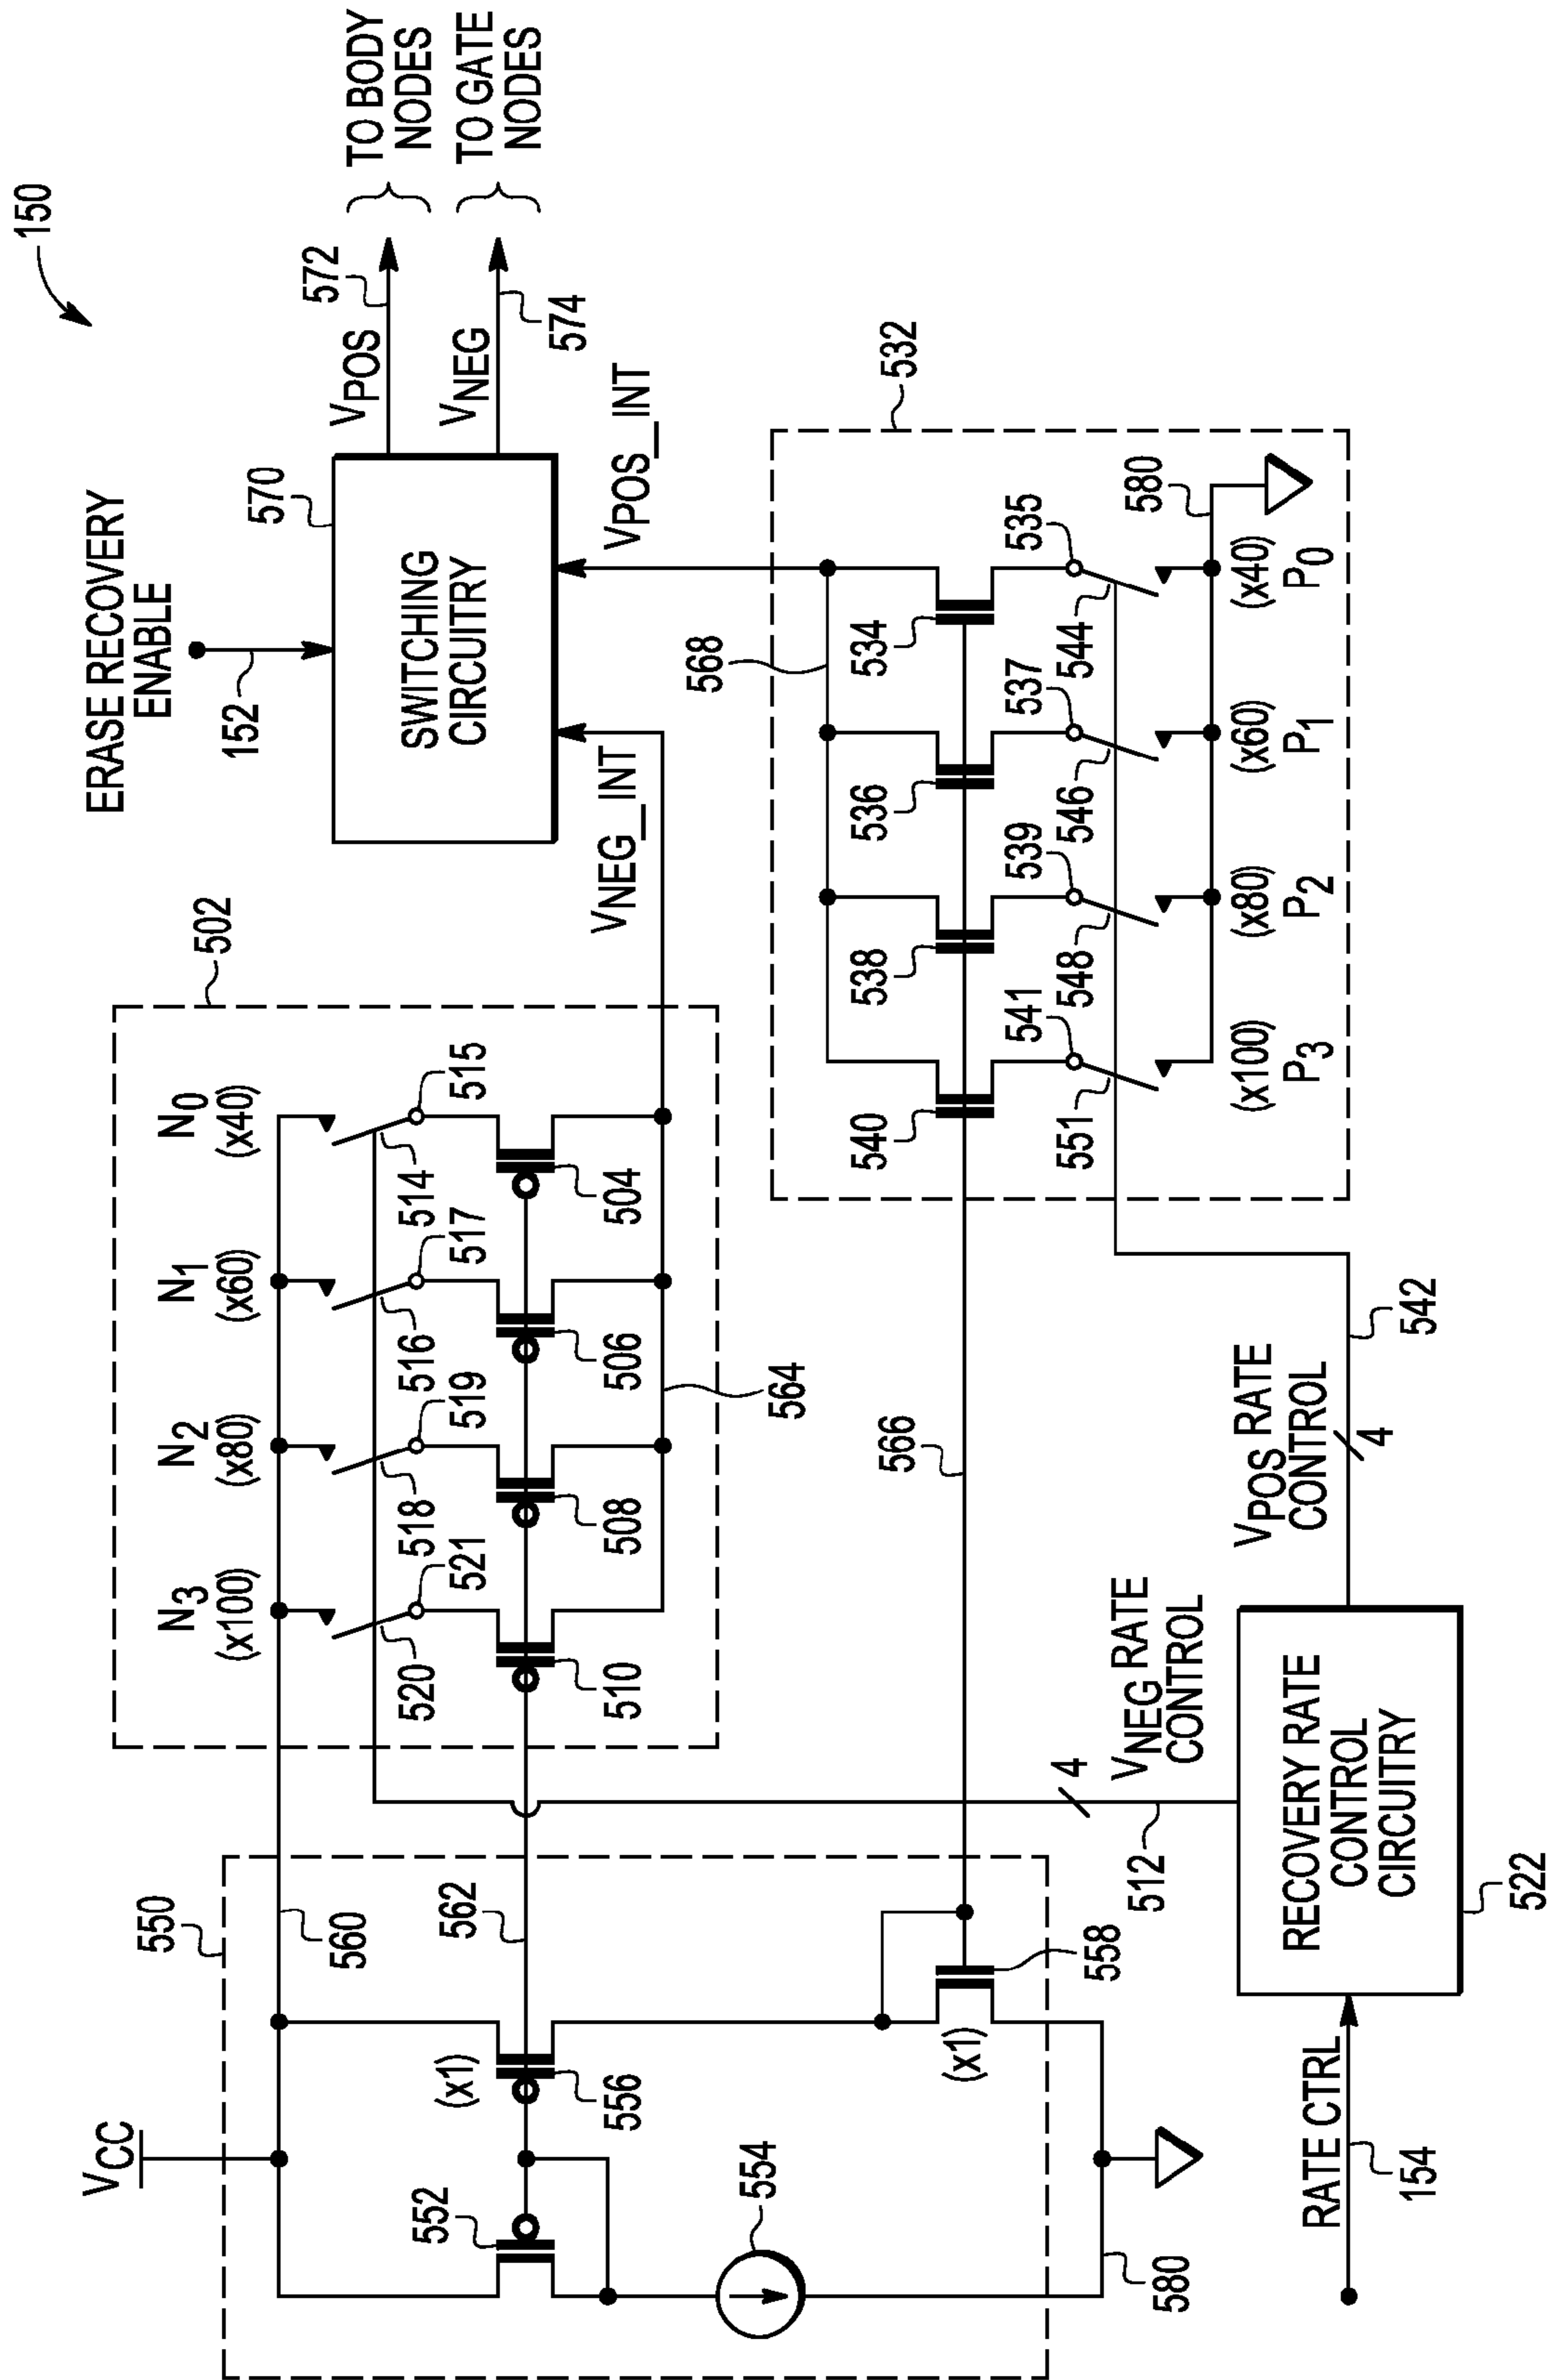 150
ERASE RECOVERY
ENABLE
152
570
SWITCHING
CIRCUITRY
VPOS
572
TO BODY
NODES
VNEG
574
TO GATE
NODES
VNEG_INT
VPOS_INT
502
N3
(x100)
N2
(x80)
N1
(x60)
N0
(x40)
520
521
518
519
516
517
514
515
510
508
506
504
564
VCC
550
560
552
(x1)
556
562
554
(x1)
558
580
566
568
532
540
538
536
534
541
539
537
535
551
548
546
544
580
(x100)
P3
(x80)
P2
(x60)
P1
(x40)
P0
4
VNEG RATE
CONTROL
512
VPOS RATE
CONTROL
4
542
RATE CTRL
154
RECOVERY RATE
CONTROL
CIRCUITRY
522